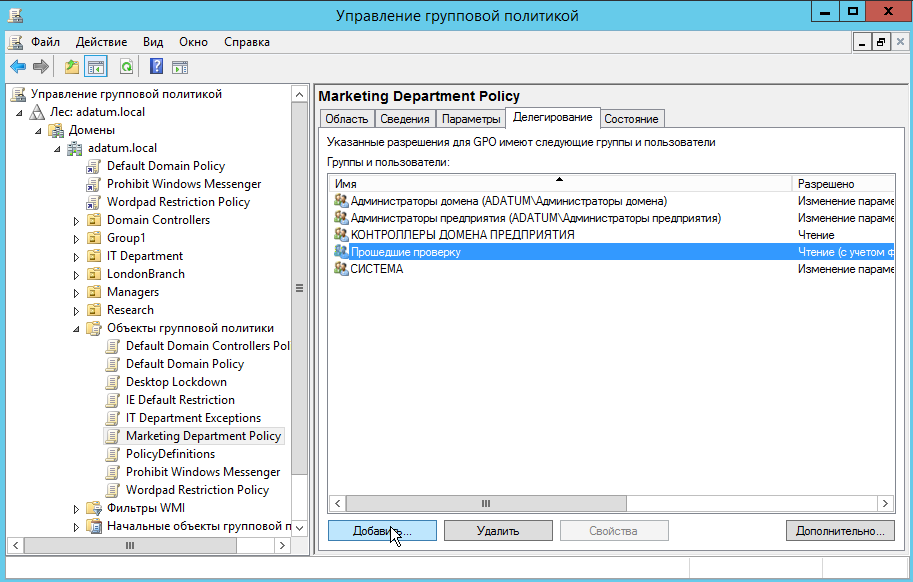 Управление групповой политикой
Файл Действие Вид Окно Справка
Управление групповой политикой
Лес: adatum.local
Домены
adatum.local
Default Domain Policy
Prohibit Windows Messenger
Wordpad Restriction Policy
Domain Controllers
Group1
IT Department
LondonBranch
Managers
Research
Объекты групповой политики
Default Domain Controllers Pol
Default Domain Policy
Desktop Lockdown
IE Default Restriction
IT Department Exceptions
Marketing Department Policy
PolicyDefinitions
Prohibit Windows Messenger
Wordpad Restriction Policy
Фильтры WMI
Начальные объекты групповой п
Marketing Department Policy
Область Сведения Параметры Делегирование Состояние
Указанные разрешения для GPO имеют следующие группы и пользователи
Группы и пользователи:
Имя Разрешено
Администраторы домена (ADATUM\Администраторы домена) Изменение параме
Администраторы предприятия (ADATUM\Администраторы предприятия) Изменение параме
КОНТРОЛЛЕРЫ ДОМЕНА ПРЕДПРИЯТИЯ Чтение
Прошедшие проверку Чтение (с учетом ф
СИСТЕМА Изменение параме
Добавить... Удалить Свойства Дополнительно...